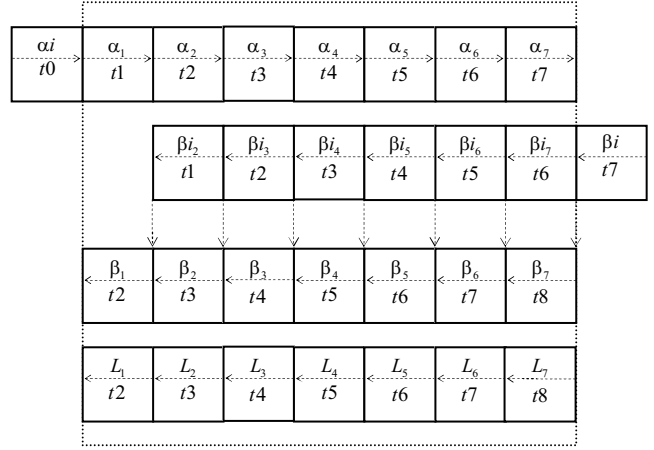 αi α₁ α₂ α₃ α₄ α₅ α₆ α₇
t0 t1 t2 t3 t4 t5 t6 t7
βi₂ βi₃ βi₄ βi₅ βi₆ βi₇ βi
t1 t2 t3 t4 t5 t6 t7
β₁ β₂ β₃ β₄ β₅ β₆ β₇
t2 t3 t4 t5 t6 t7 t8
L₁ L₂ L₃ L₄ L₅ L₆ L₇
t2 t3 t4 t5 t6 t7 t8